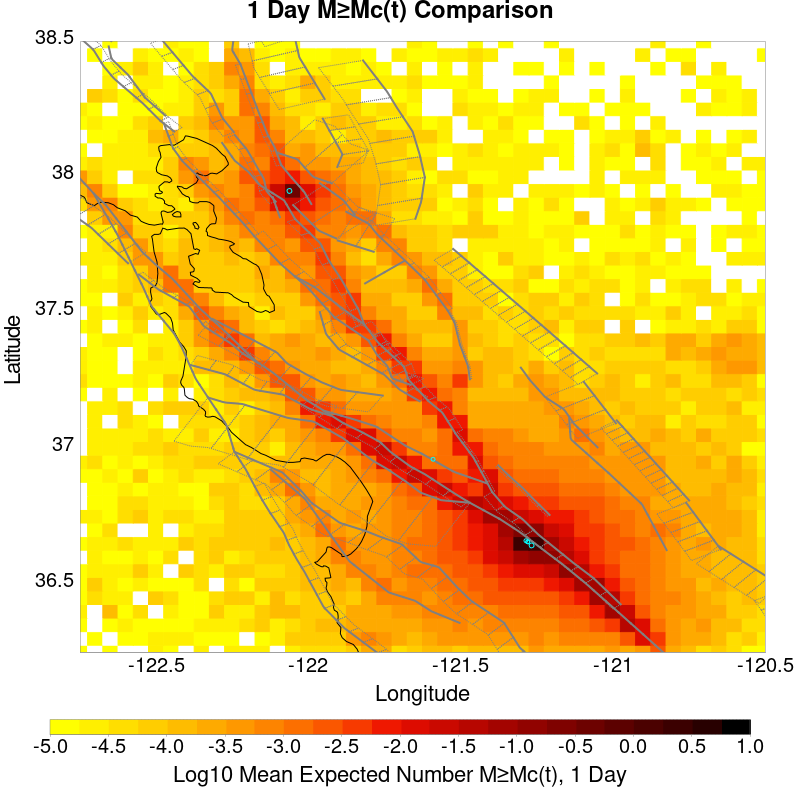 1 Day M≥Mc(t) Comparison
38.5
38
37.5
37
36.5
Latitude
-122.5 -122 -121.5 -121 -120.5
Longitude
-5.0 -4.5 -4.0 -3.5 -3.0 -2.5 -2.0 -1.5 -1.0 -0.5 0.0 0.5 1.0
Log10 Mean Expected Number M≥Mc(t), 1 Day